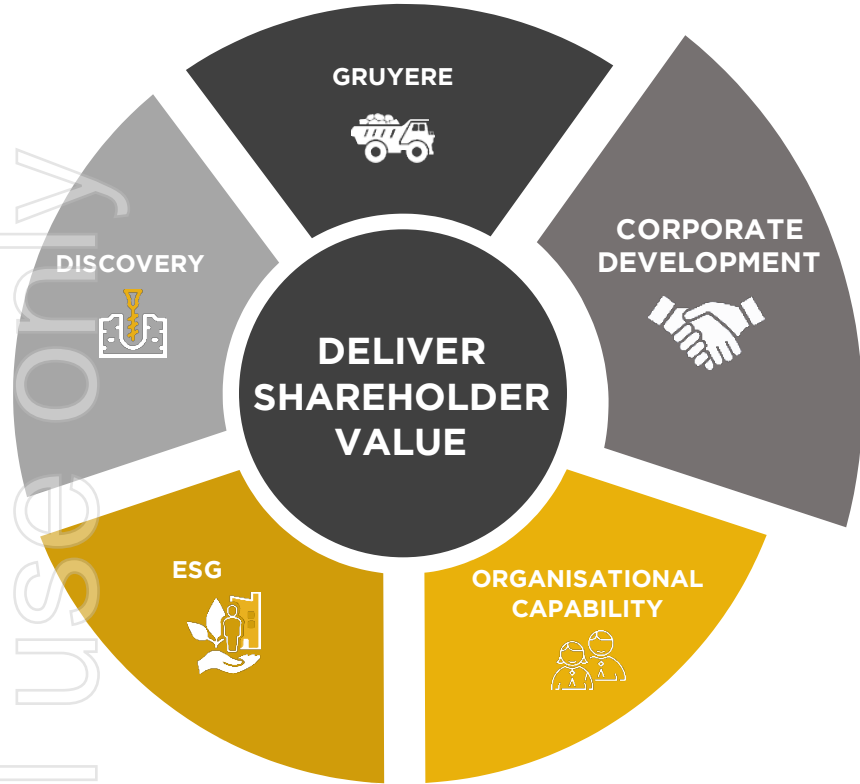 GRUYERE
CORPORATE
DEVELOPMENT
DISCOVERY
DELIVER
SHAREHOLDER
VALUE
ESG
ORGANISATIONAL
CAPABILITY
l use only